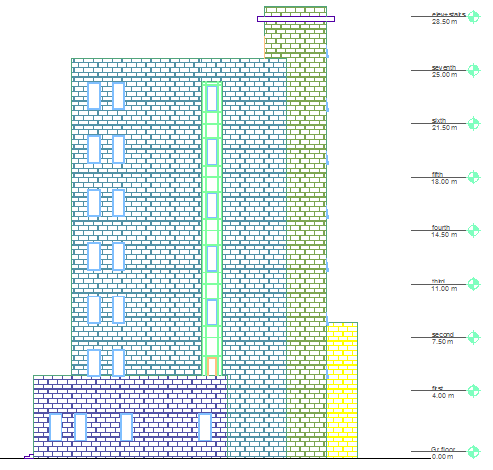 28.50 m
seventh
25.00 m
sixth
21.50 m
fifth
18.00 m
fourth
14.50 m
third
11.00 m
second
7.50 m
first
4.00 m
Gr floor
0.00 m